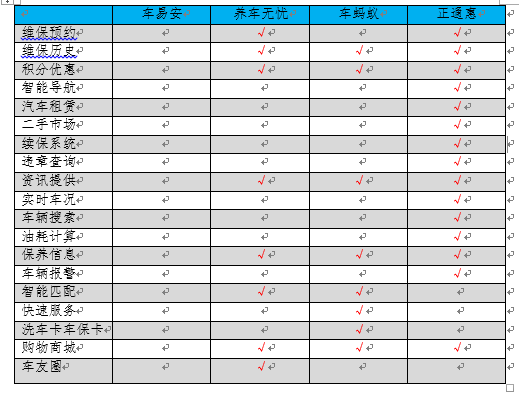 车易安 养车无忧 车蚂蚁 正逸惠
维保预约 √ √
维保历史 √ √ √
积分优惠 √ √ √
智能导航 √
汽车租赁 √
二手市场 √
续保系统 √
违章查询 √
资讯提供 √ √ √
实时车况 √
车辆搜索 √
油耗计算 √
保养信息 √ √ √
车辆报警 √
智能匹配 √ √
快速服务 √
洗车卡车保卡 √
购物商城 √ √ √
车友圈 √